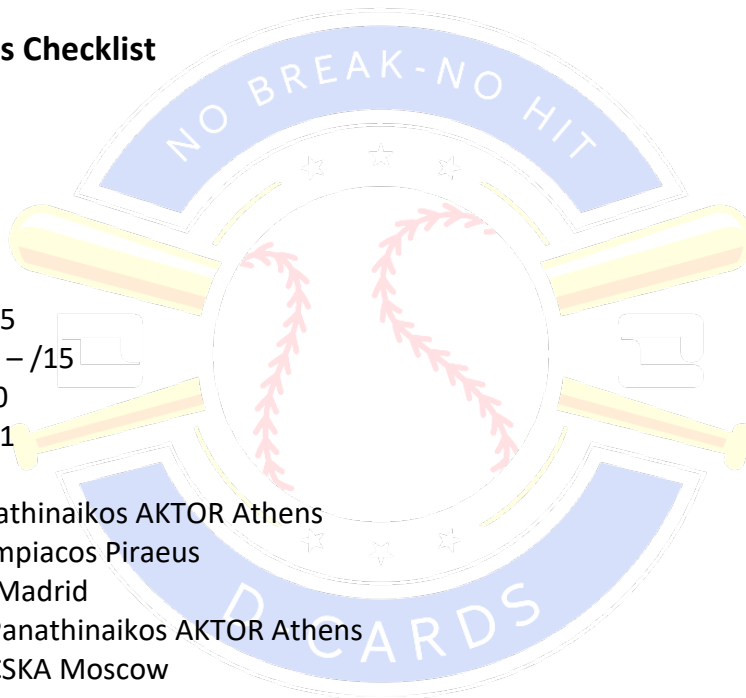 s Checklist
NO BREAK-NO HIT
5
– /15
0
1
athinaikos AKTOR Athens
mpiacos Piraeus
Madrid
Panathinaikos AKTOR Athens
CSKA Moscow
D CARDS